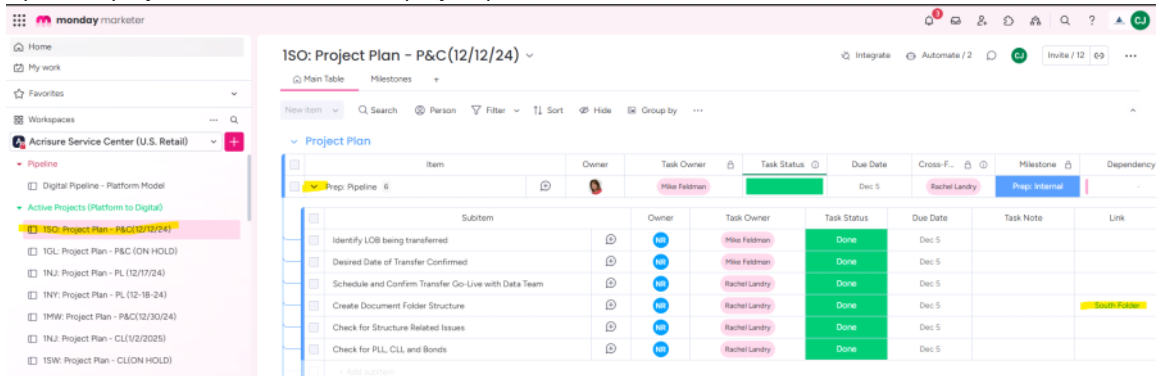 monday marketer
3
?
CJ
Home
My work
Favorites
Workspaces
Acrisure Service Center (U.S. Retail)
Pipeline
Digital Pipeline - Platform Model
Active Projects (Platform to Digital)
1SO: Project Plan - P&C(12/12/24)
1GL: Project Plan - P&C (ON HOLD)
1NJ: Project Plan - PL (12/17/24)
1NY: Project Plan - PL (12-18-24)
1MW: Project Plan - P&C(12/30/24)
1NJ: Project Plan - CL(1/2/2025)
1SW: Project Plan - CL(ON HOLD)
1SO: Project Plan - P&C(12/12/24)
Integrate Automate / 2 CJ Invite / 12
Main Table Milestones +
New item Search Person Filter Sort Hide Group by
Project Plan
Item Owner Task Owner Task Status Due Date Cross-F... Milestone Dependency
Prep: Pipeline 6 Mike Feldman Dec 5 Rachel Landry Prep: Internal -
Subitem Owner Task Owner Task Status Due Date Task Note Link
Identify LOB being transferred NR Mike Feldman Done Dec 5
Desired Date of Transfer Confirmed NR Mike Feldman Done Dec 5
Schedule and Confirm Transfer Go-Live with Data Team NR Rachel Landry Done Dec 5
Create Document Folder Structure NR Rachel Landry Done Dec 5 South Folder
Check for Structure Related Issues NR Rachel Landry Done Dec 5
Check for PLL, CLL and Bonds NR Rachel Landry Done Dec 5
+ Add subitem